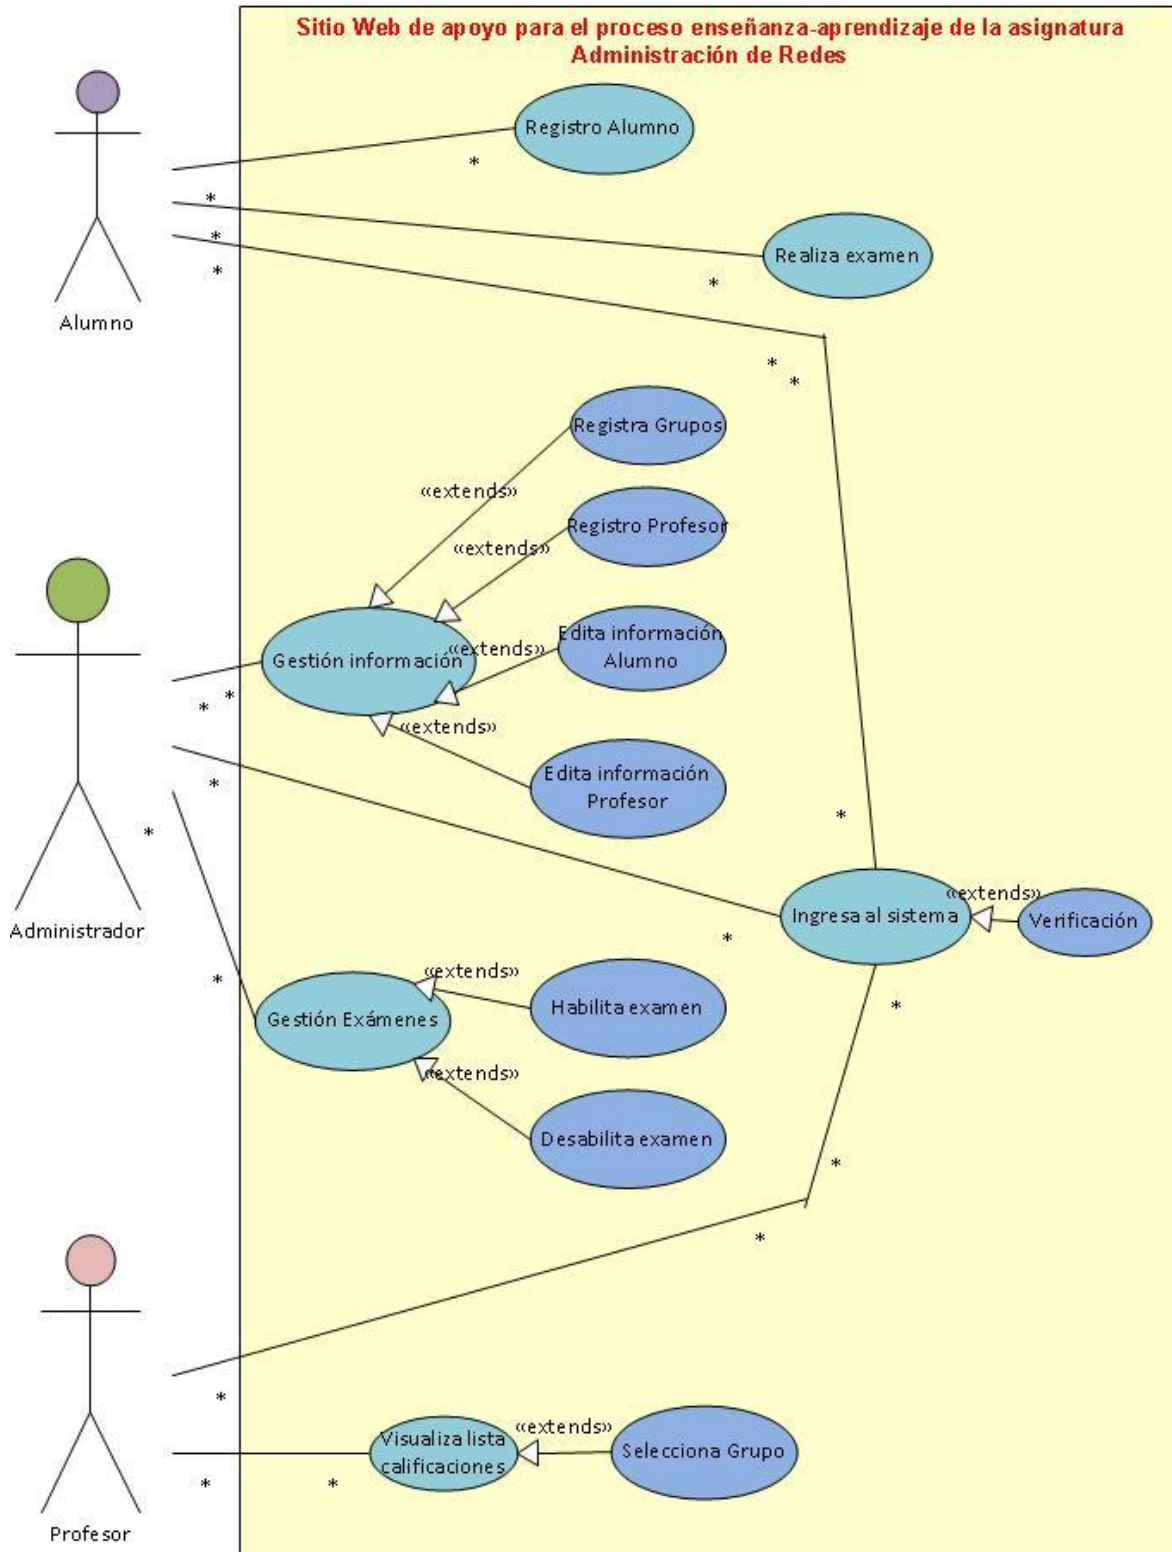 Sitio Web de apoyo para el proceso enseñanza-aprendizaje de la asignatura
Administración de Redes
Registro Alumno
*
*
Realiza examen
*
*
*
Alumno
*
*
Registra Grupos
«extends»
Registro Profesor
«extends»
Edita información
Alumno
«extends»
Gestión información
*
*
«extends»
Edita información
Profesor
*
*
*
Administrador
Ingresa al sistema
«extends»
Verificación
*
*
«extends»
Habilita examen
*
Gestión Exámenes
«extends»
Desabilita examen
*
*
*
Visualiza lista
calificaciones
«extends»
Selecciona Grupo
*
*
Profesor